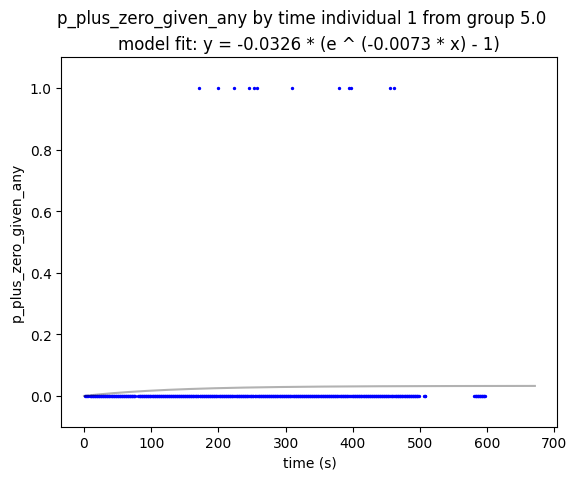 p_plus_zero_given_any by time individual 1 from group 5.0
model fit: y = -0.0326 * (e ^ (-0.0073 * x) - 1)
p_plus_zero_given_any
1.0
0.8
0.6
0.4
0.2
0.0
0 100 200 300 400 500 600 700
time (s)